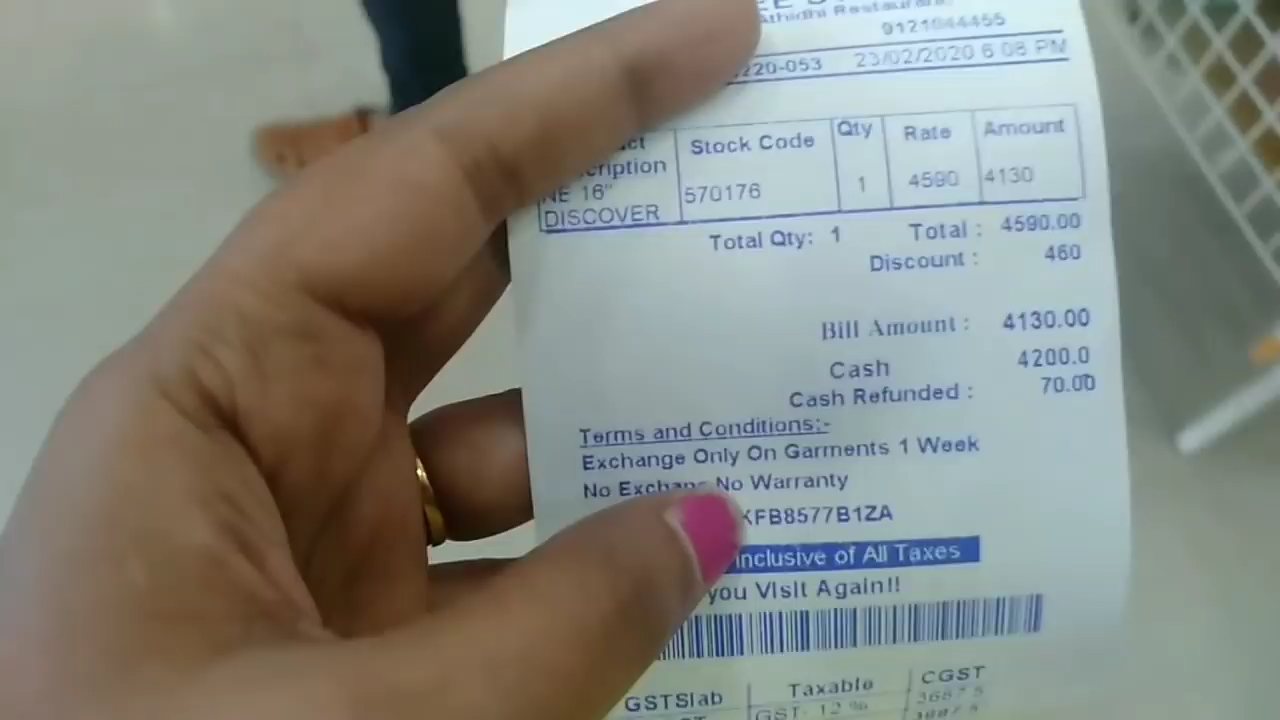 Athidhi Restaurant,
9121044455
220-053 23/02/2020 6 08 PM
Stock Code Qty Rate Amount
cription
NE 16" 570176 1 4590 4130
DISCOVER
Total Qty: 1 Total : 4590.00
Discount : 460
Bill Amount : 4130.00
Cash 4200.0
Cash Refunded : 70.00
Terms and Conditions:-
Exchange Only On Garments 1 Week
No Exchang No Warranty
KFB8577B1ZA
inclusive of All Taxes
you Visit Again!!
GSTSlab Taxable CGST
GST: 12 %